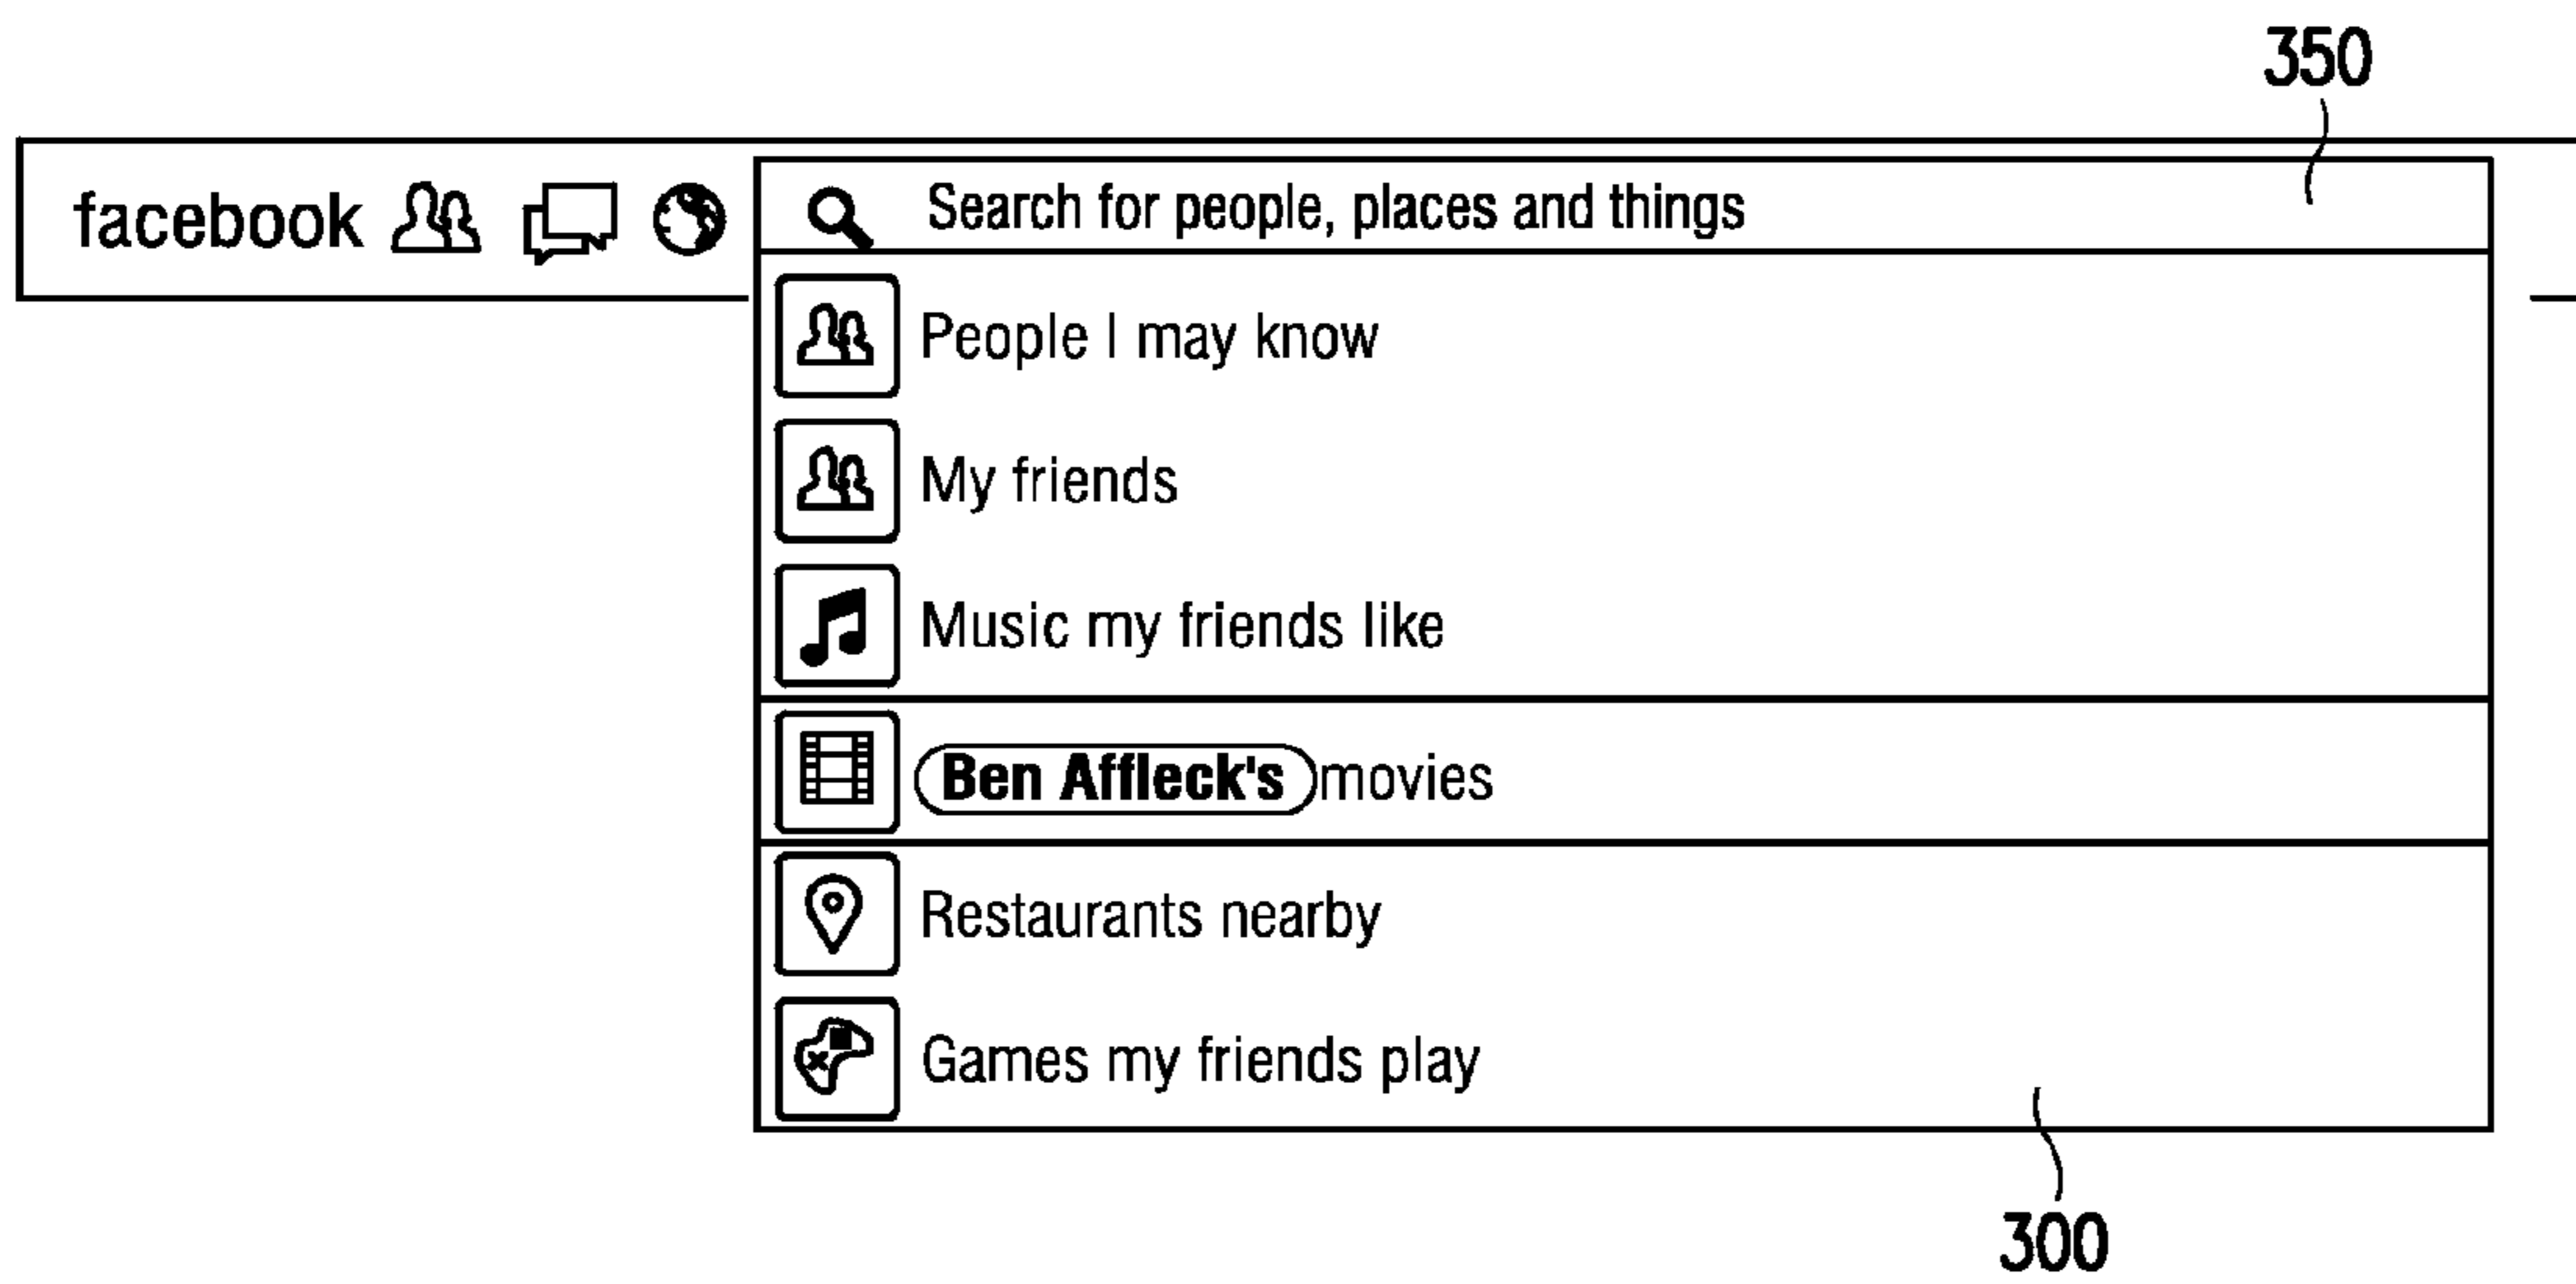 350
facebook
Search for people, places and things
People I may know
My friends
Music my friends like
Ben Affleck's movies
Restaurants nearby
Games my friends play
300